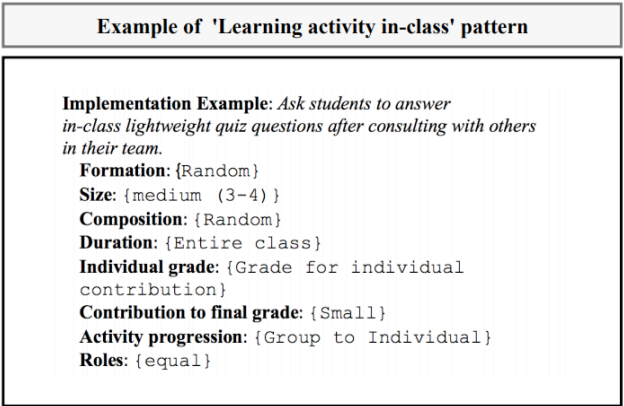 Example of 'Learning activity in-class' pattern
Implementation Example: Ask students to answer
in-class lightweight quiz questions after consulting with others
in their team.
Formation: {Random}
Size: {medium (3-4)}
Composition: {Random}
Duration: {Entire class}
Individual grade: {Grade for individual
contribution}
Contribution to final grade: {Small}
Activity progression: {Group to Individual}
Roles: {equal}